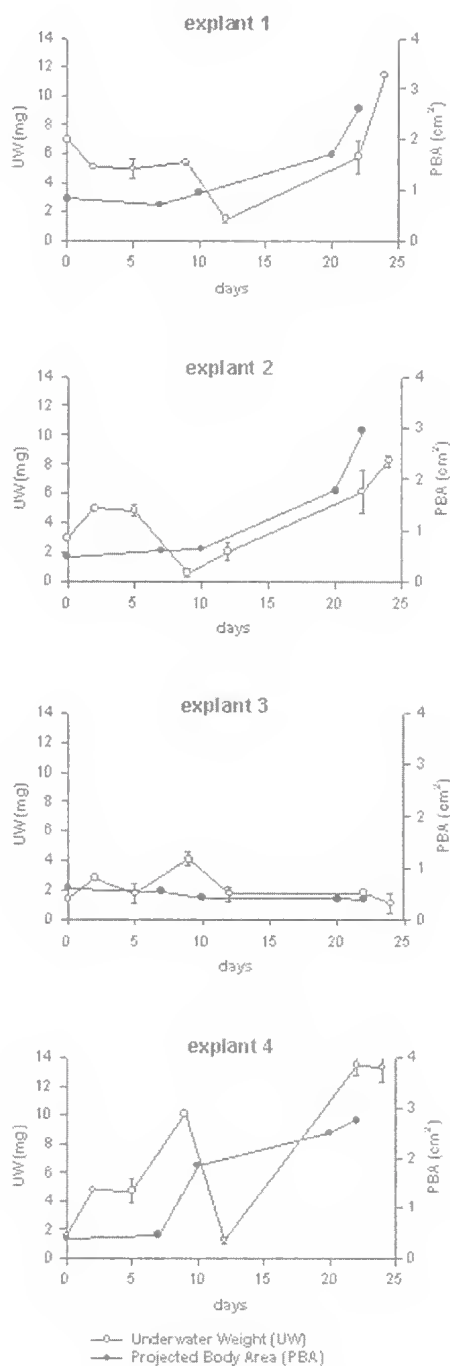 explant 1
14
12
10
8
6
4
2
0
UW (mg)
4
3
2
1
0
PBA (cm²)
0 5 10 15 20 25
days
explant 2
14
12
10
8
6
4
2
0
UW (mg)
4
3
2
1
0
PBA (cm²)
0 5 10 15 20 25
days
explant 3
14
12
10
8
6
4
2
0
UW (mg)
4
3
2
1
0
PBA (cm²)
0 5 10 15 20 25
days
explant 4
14
12
10
8
6
4
2
0
UW (mg)
4
3
2
1
0
PBA (cm²)
0 5 10 15 20 25
days
Underwater Weight (UW)
Projected Body Area (PBA)